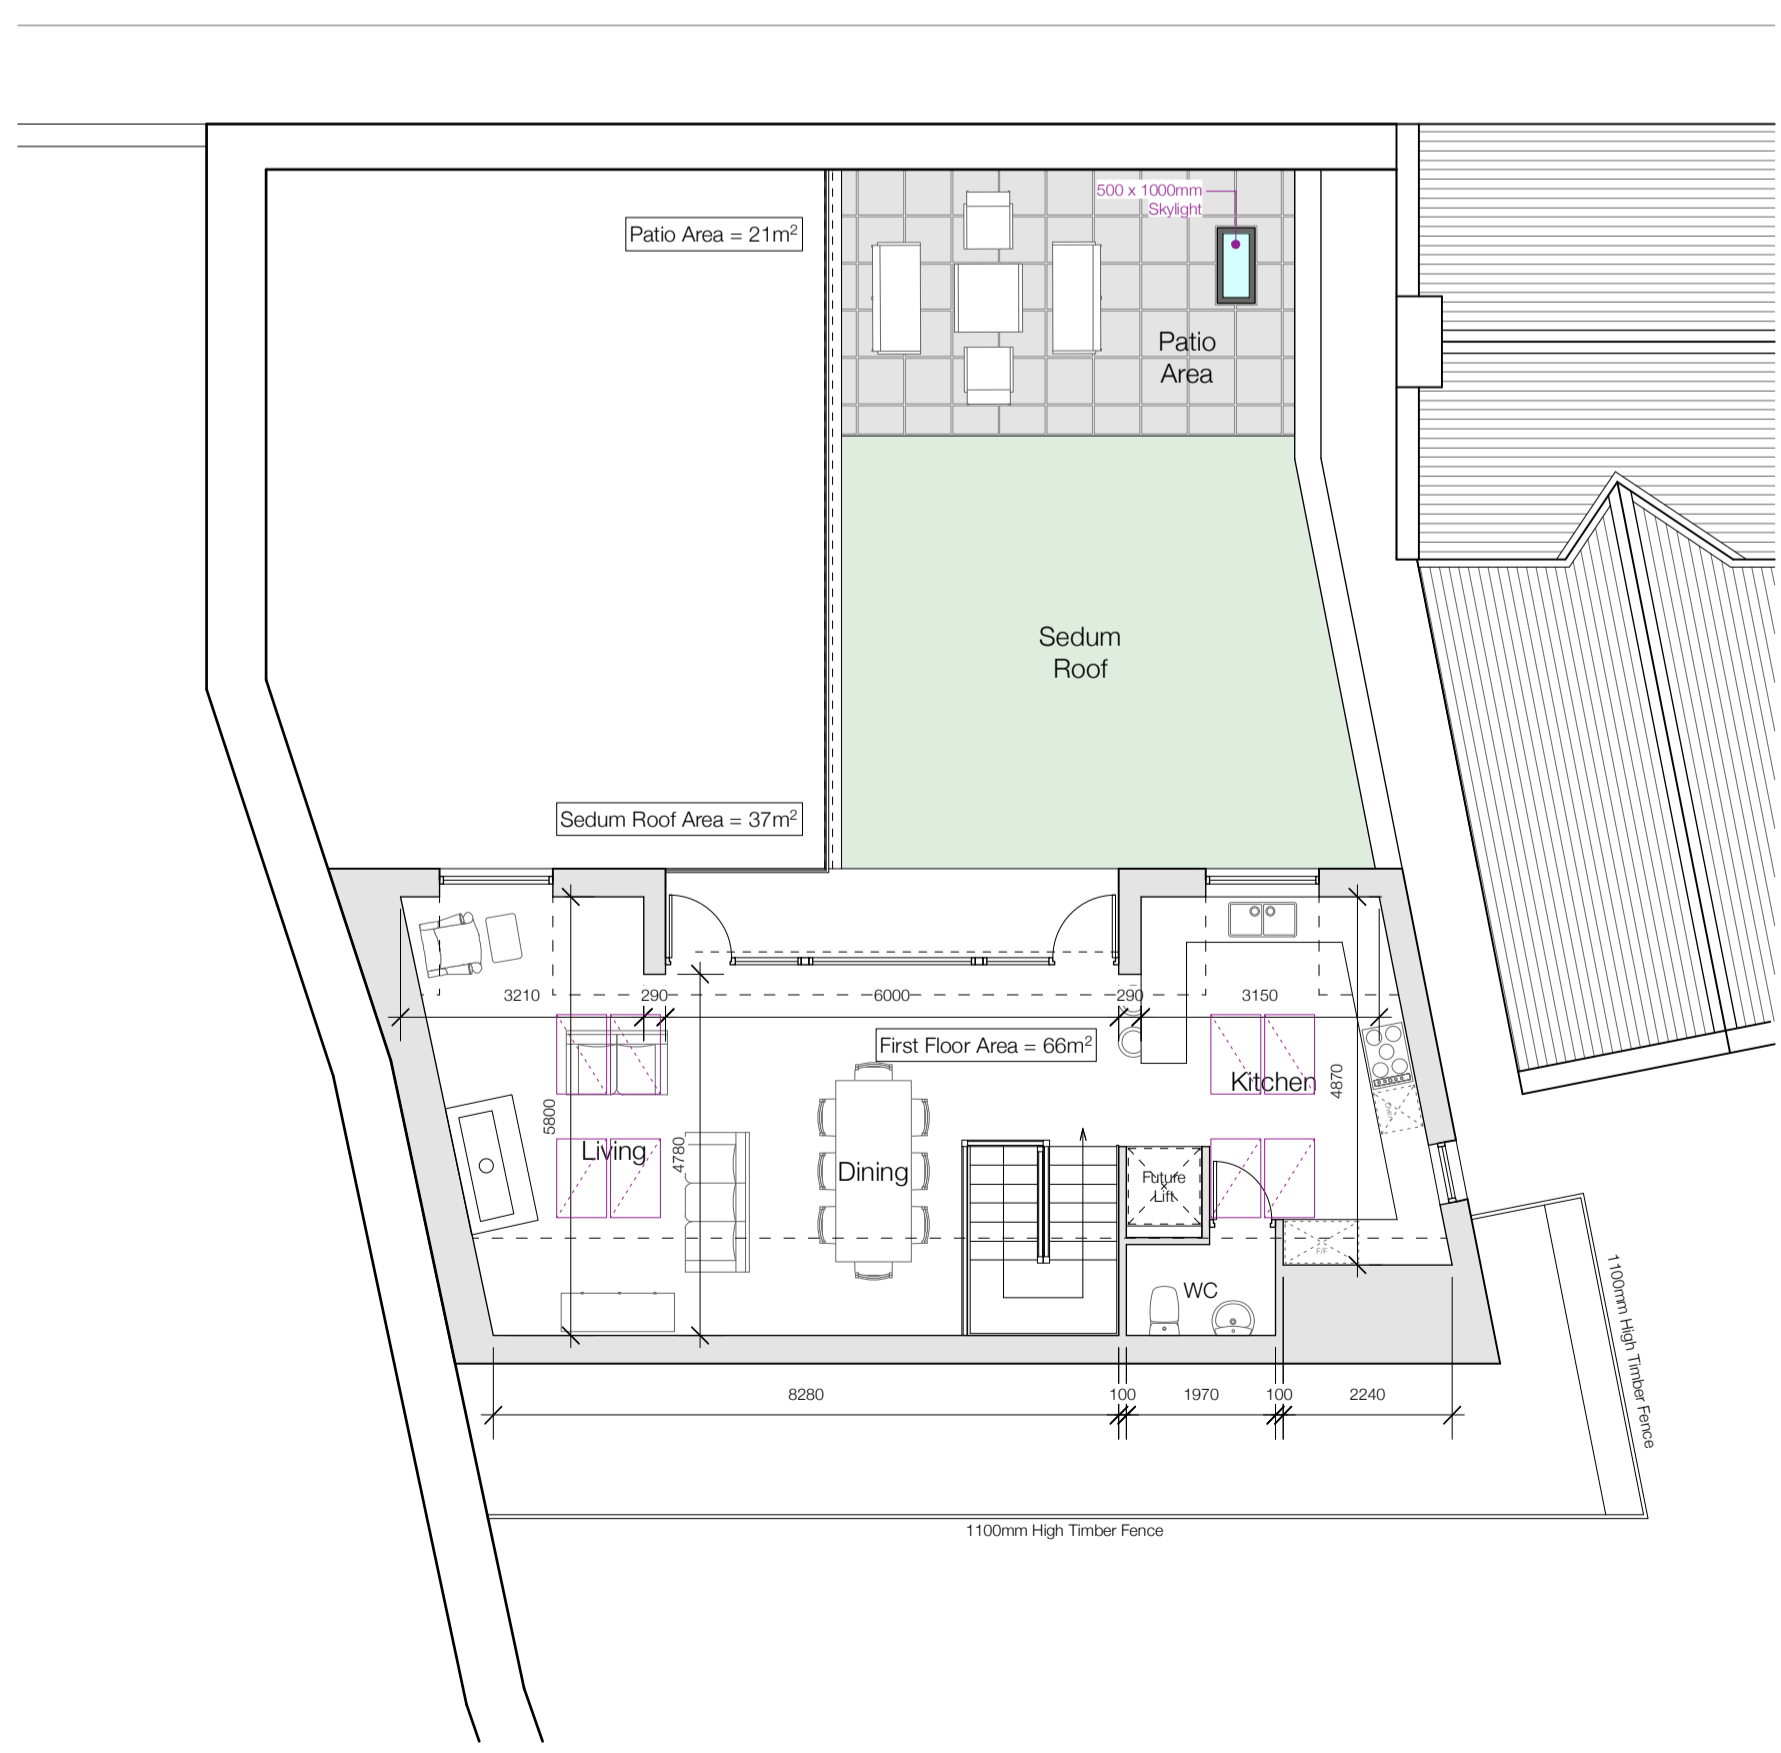 500 x 1000mm
Skylight
Patio Area = 21m²
Patio
Area
Sedum
Roof
Sedum Roof Area = 37m²
3210
290
6000
290
3150
First Floor Area = 66m²
Kitchen
4870
5800
Living
4780
Dining
Oven
Future
Lift
F/F
WC
1100mm High Timber Fence
8280
100
1970
100
2240
1100mm High Timber Fence